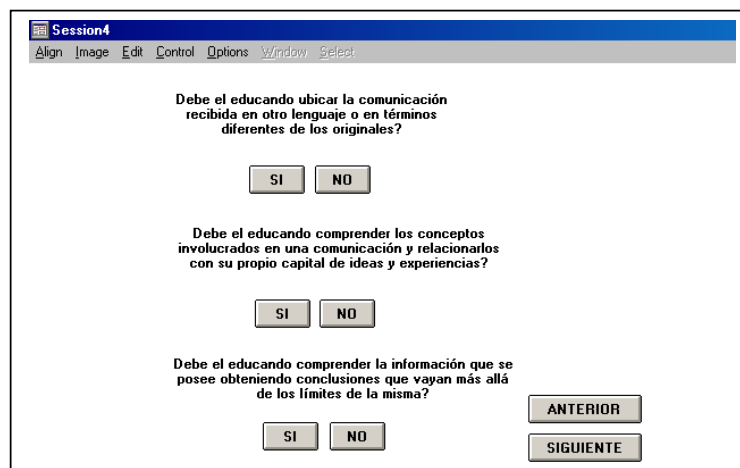 Session4
Align Image Edit Control Options Window Select
Debe el educando ubicar la comunicación
recibida en otro lenguaje o en términos
diferentes de los originales?
SI NO
Debe el educando comprender los conceptos
involucrados en una comunicación y relacionarlos
con su propio capital de ideas y experiencias?
SI NO
Debe el educando comprender la información que se
posee obteniendo conclusiones que vayan más allá
de los límites de la misma?
SI NO
ANTERIOR
SIGUIENTE